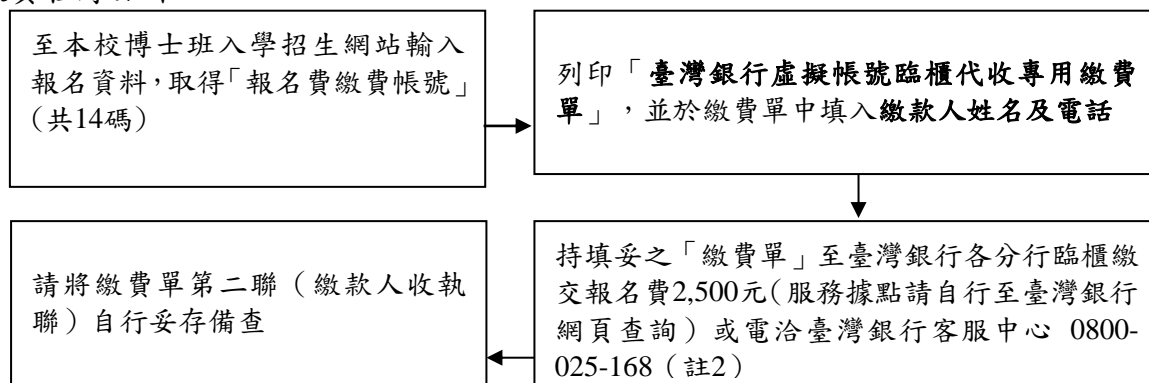 至本校博士班入學招生網站輸入
報名資料，取得「報名費繳費帳號」
（共14碼）
列印「臺灣銀行虛擬帳號臨櫃代收專用繳費
單」，並於繳費單中填入繳款人姓名及電話
持填妥之「繳費單」至臺灣銀行各分行臨櫃繳
交報名費2,500元（服務據點請自行至臺灣銀行
網頁查詢）或電洽臺灣銀行客服中心 0800-
025-168（註2）
請將繳費單第二聯（繳款人收執
聯）自行妥存備查